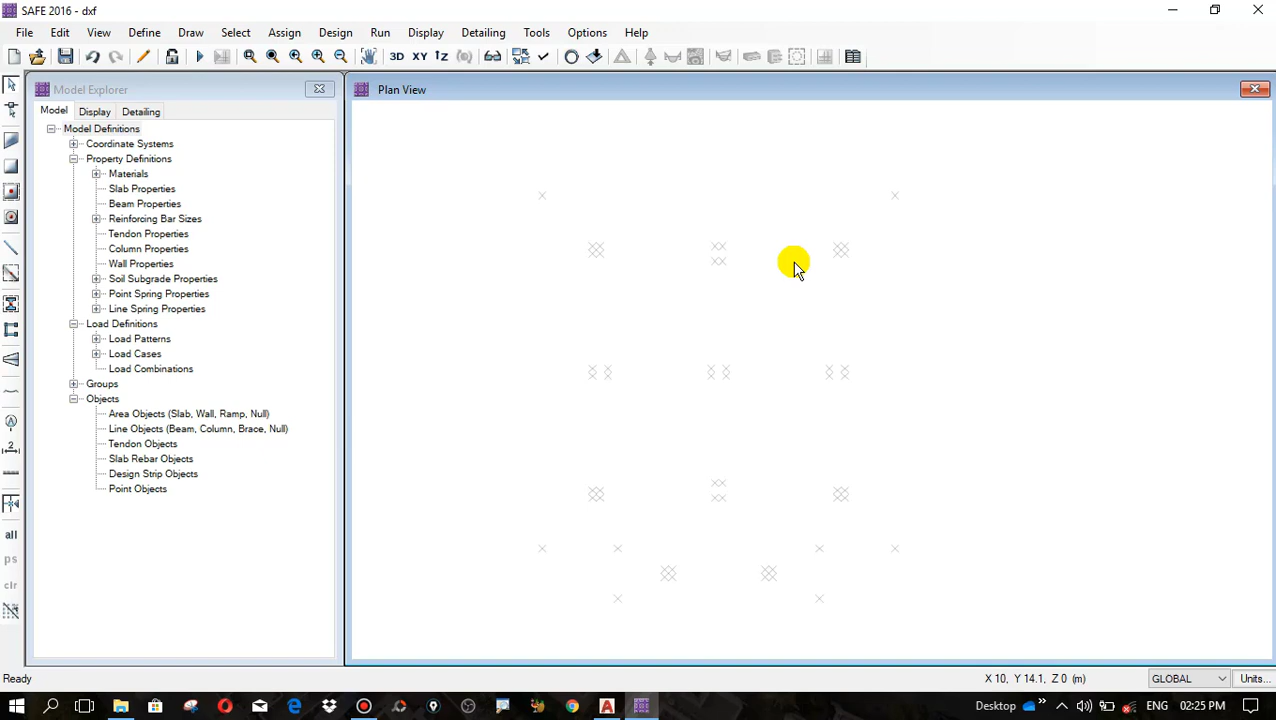 SAFE 2016 - dxf
File Edit View Define Draw Select Assign Design Run Display Detailing Tools Options Help
3D XY
Model Explorer
Plan View
Model Display Detailing
Model Definitions
Coordinate Systems
Property Definitions
Materials
Slab Properties
Beam Properties
Reinforcing Bar Sizes
Tendon Properties
Column Properties
Wall Properties
Soil Subgrade Properties
Point Spring Properties
Line Spring Properties
Load Definitions
Load Patterns
Load Cases
Load Combinations
Groups
Objects
Area Objects (Slab, Wall, Ramp, Null)
Line Objects (Beam, Column, Brace, Null)
Tendon Objects
Slab Rebar Objects
Design Strip Objects
Point Objects
all
ps
clr
Ready
X 10, Y 14.1, Z 0 (m)
GLOBAL
Units...
Desktop
ENG
02:25 PM